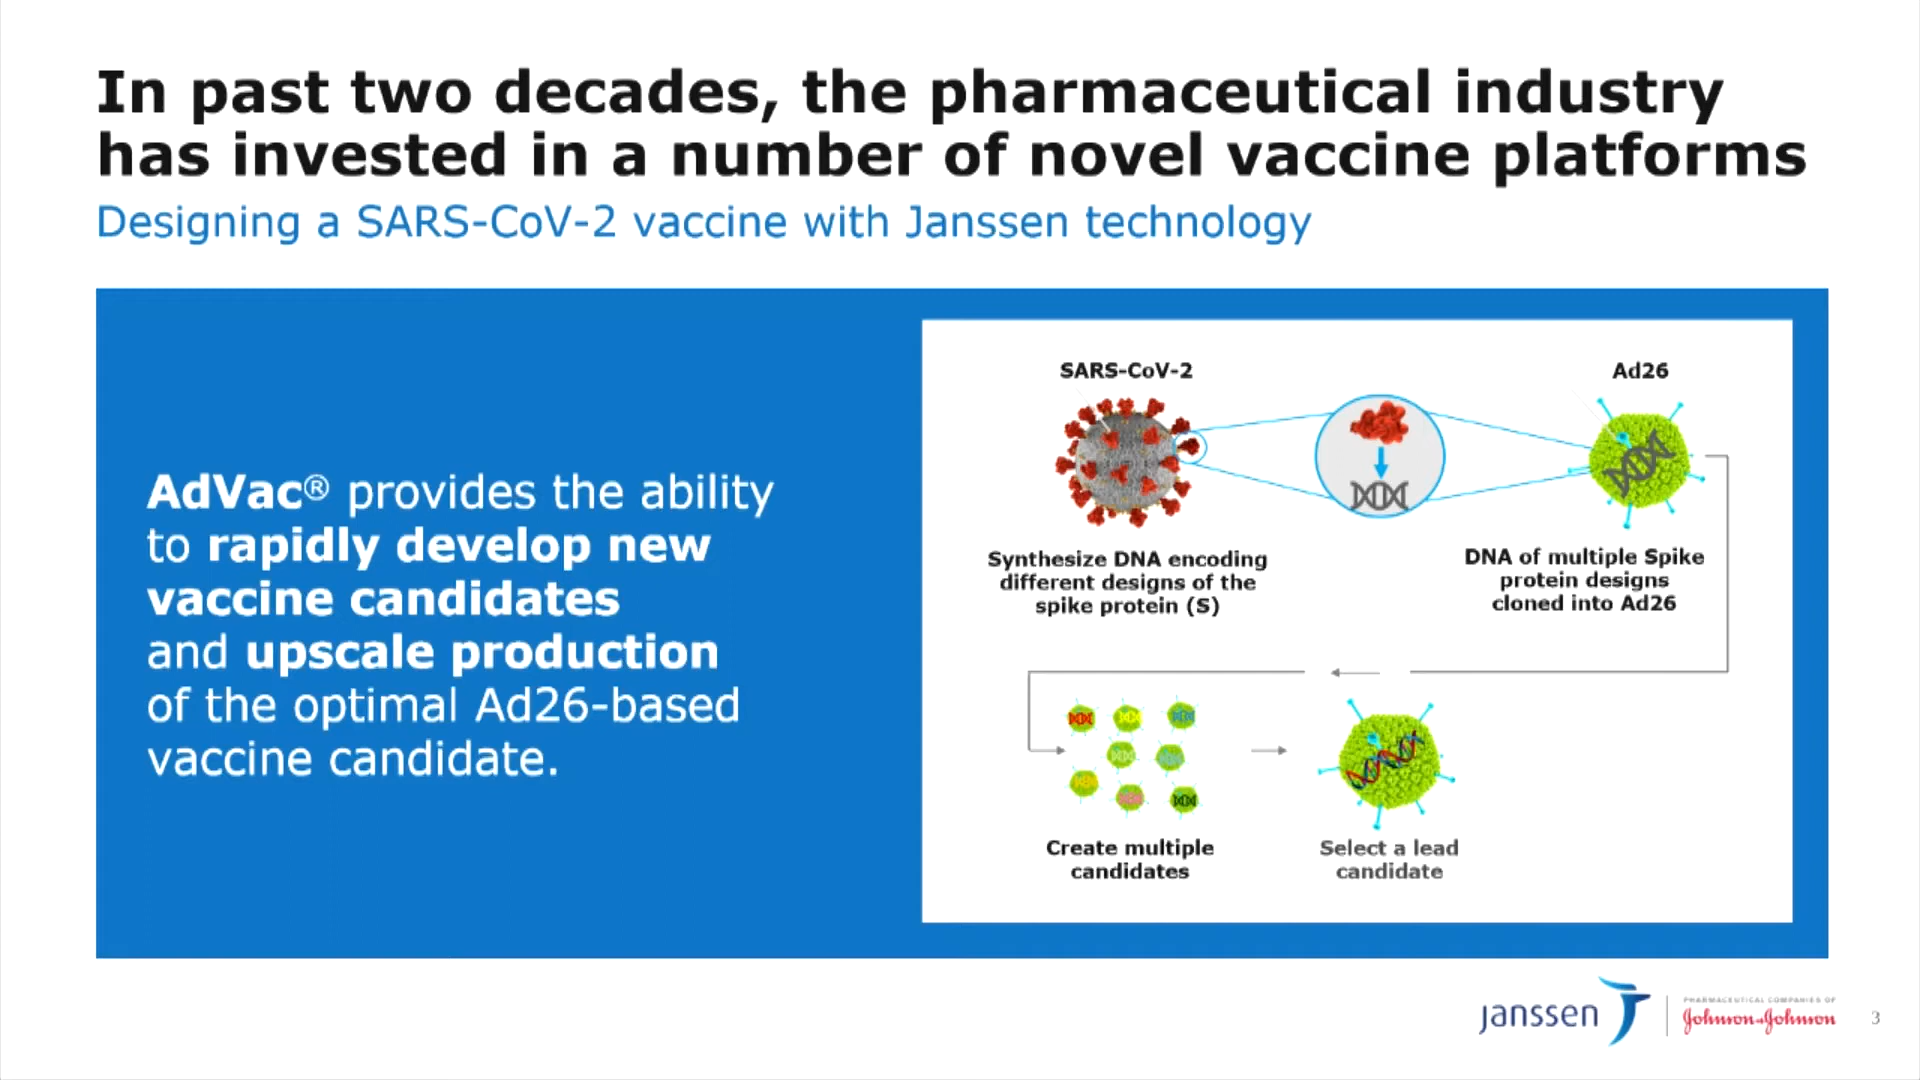 In past two decades, the pharmaceutical industry
has invested in a number of novel vaccine platforms
Designing a SARS-CoV-2 vaccine with Janssen technology
AdVac® provides the ability
to rapidly develop new
vaccine candidates
and upscale production
of the optimal Ad26-based
vaccine candidate.
SARS-CoV-2
Ad26
Synthesize DNA encoding
different designs of the
spike protein (S)
DNA of multiple Spike
protein designs
cloned into Ad26
Create multiple
candidates
Select a lead
candidate
janssen
PHARMACEUTICAL COMPANIES OF
Johnson & Johnson
3